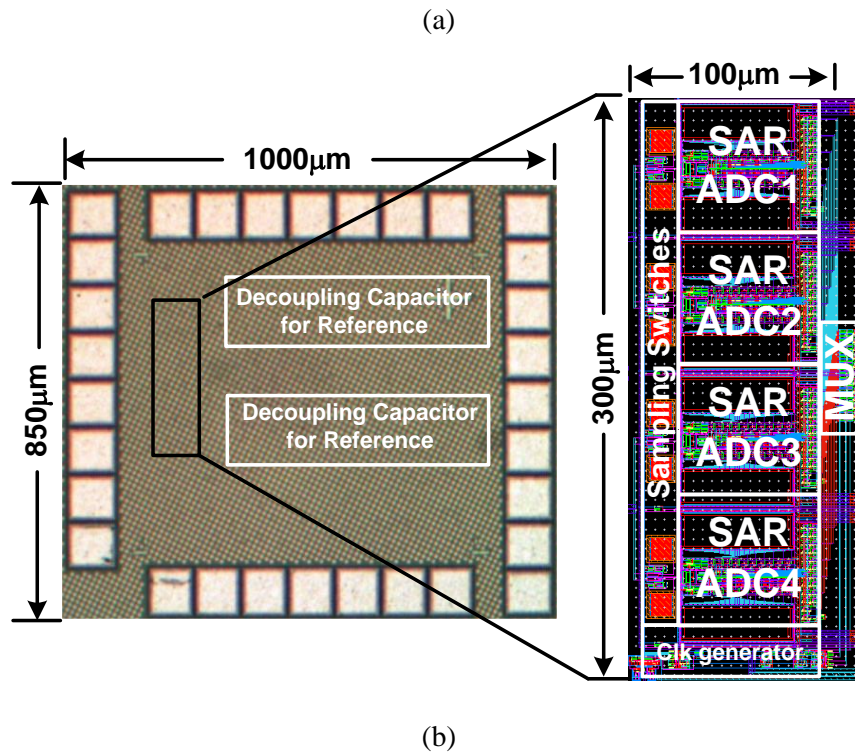 (a)
1000µm
850µm
Decoupling Capacitor
for Reference
Decoupling Capacitor
for Reference
100µm
300µm
Sampling Switches
SAR
ADC1
SAR
ADC2
SAR
ADC3
SAR
ADC4
MUX
Clk generator
(b)